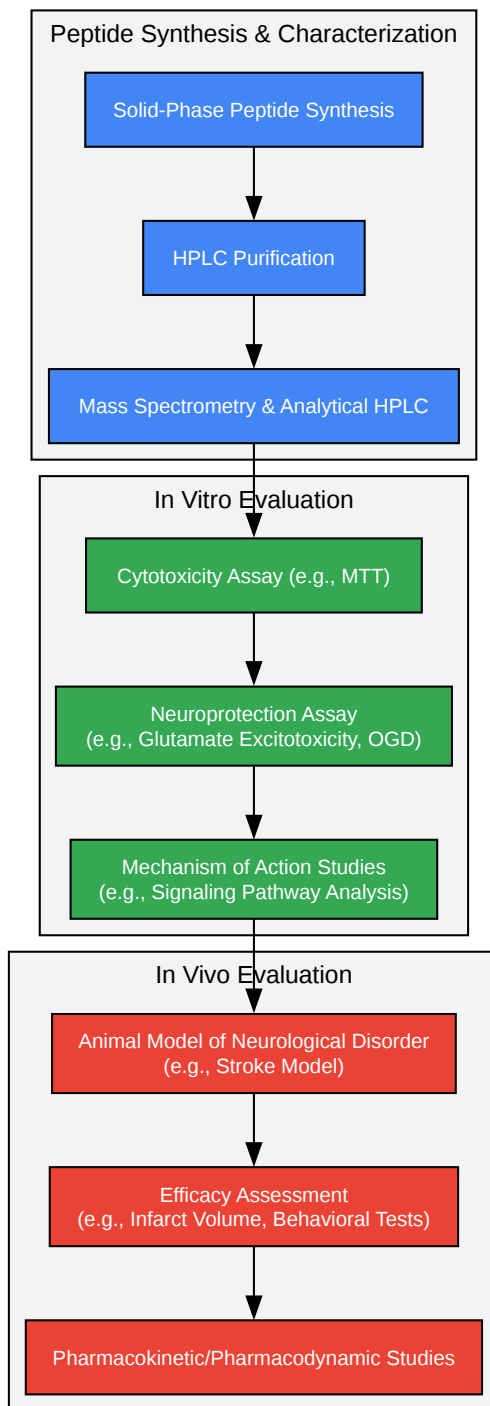 Peptide Synthesis & Characterization
Solid-Phase Peptide Synthesis
HPLC Purification
Mass Spectrometry & Analytical HPLC
In Vitro Evaluation
Cytotoxicity Assay (e.g., MTT)
Neuroprotection Assay
(e.g., Glutamate Excitotoxicity, OGD)
Mechanism of Action Studies
(e.g., Signaling Pathway Analysis)
In Vivo Evaluation
Animal Model of Neurological Disorder
(e.g., Stroke Model)
Efficacy Assessment
(e.g., Infarct Volume, Behavioral Tests)
Pharmacokinetic/Pharmacodynamic Studies